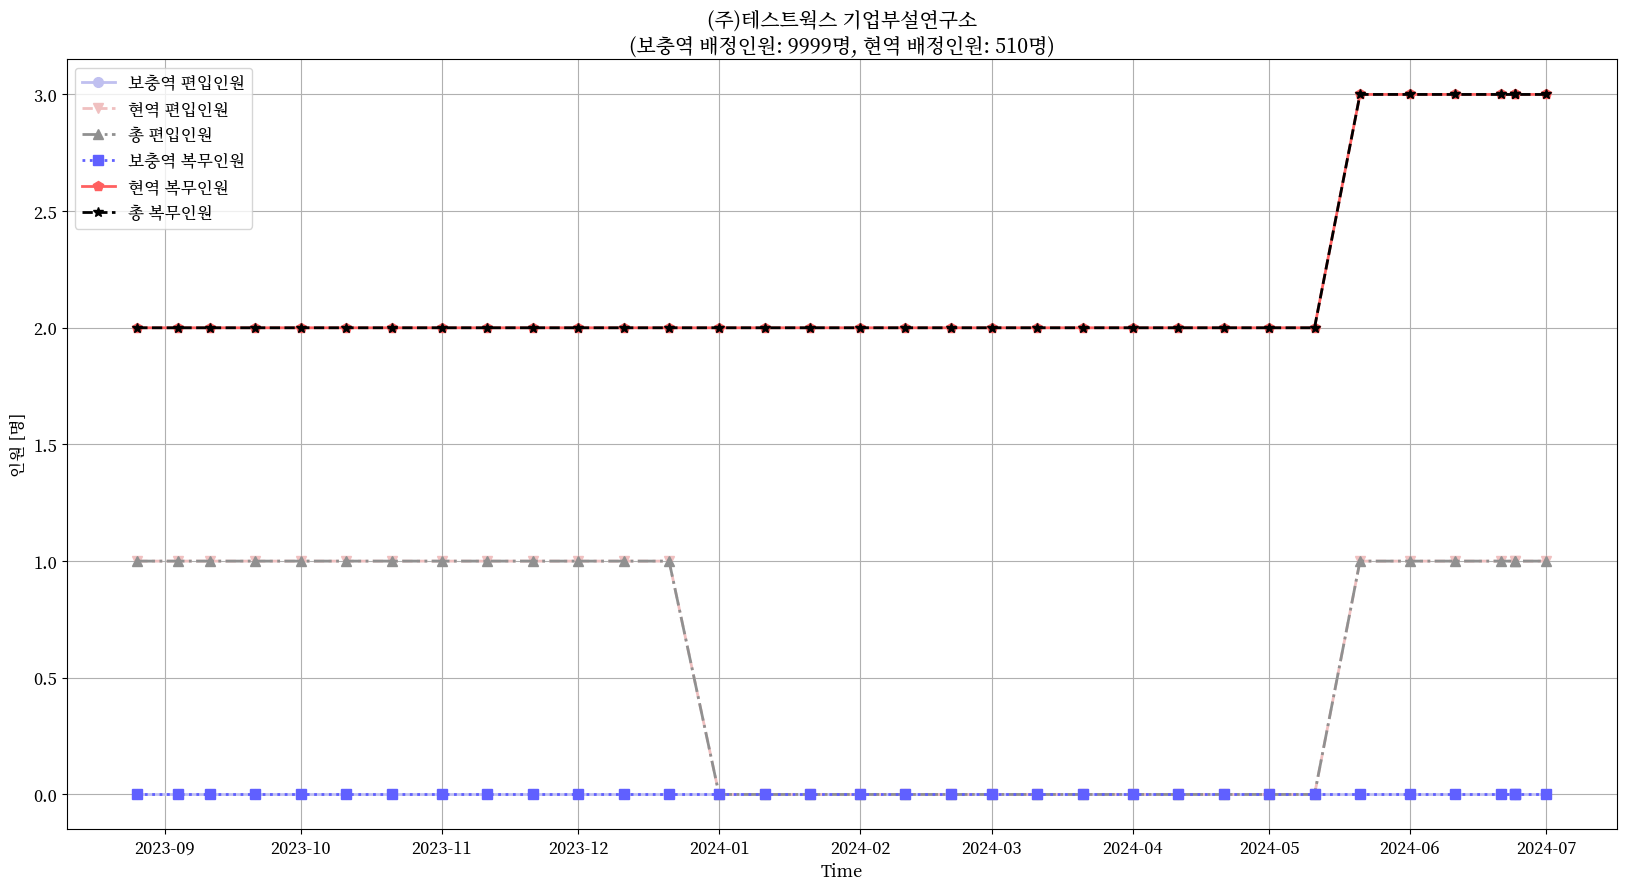 (주)테스트웍스 기업부설연구소
(보충역 배정인원: 9999명, 현역 배정인원: 510명)
보충역 편입인원
현역 편입인원
총 편입인원
보충역 복무인원
현역 복무인원
총 복무인원
3.0
2.5
2.0
1.5
1.0
0.5
0.0
인원 [명]
2023-09 2023-10 2023-11 2023-12 2024-01 2024-02 2024-03 2024-04 2024-05 2024-06 2024-07
Time